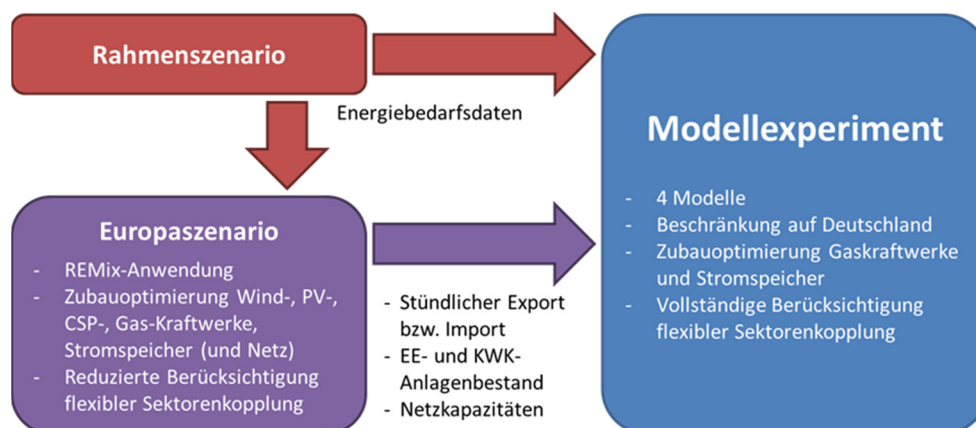 Rahmenszenario
Energiebedarfsdaten
Europaszenario
- REMix-Anwendung
- Zubauoptimierung Wind-, PV-,
CSP-, Gas-Kraftwerke,
Stromspeicher (und Netz)
- Reduzierte Berücksichtigung
flexibler Sektorenkopplung
- Stündlicher Export
bzw. Import
- EE- und KWK-
Anlagenbestand
- Netzkapazitäten
Modellexperiment
- 4 Modelle
- Beschränkung auf Deutschland
- Zubauoptimierung Gaskraftwerke
und Stromspeicher
- Vollständige Berücksichtigung
flexibler Sektorenkopplung